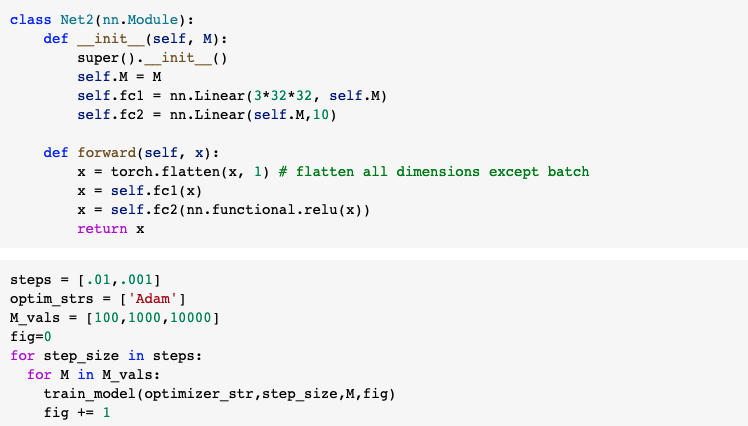 class Net2(nn.Module):
    def __init__(self, M):
        super().__init__()
        self.M = M
        self.fc1 = nn.Linear(3*32*32, self.M)
        self.fc2 = nn.Linear(self.M,10)

    def forward(self, x):
        x = torch.flatten(x, 1) # flatten all dimensions except batch
        x = self.fc1(x)
        x = self.fc2(nn.functional.relu(x))
        return x

steps = [.01,.001]
optim_strs = ['Adam']
M_vals = [100,1000,10000]
fig=0
for step_size in steps:
  for M in M_vals:
    train_model(optimizer_str,step_size,M,fig)
    fig += 1